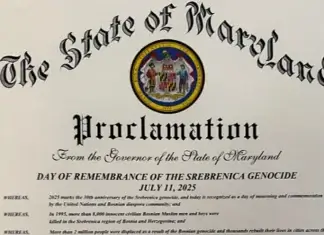 The State of Maryland
Proclamation
From the Governor of the State of Maryland
DAY OF REMEMBRANCE OF THE SREBRENICA GENOCIDE
JULY 11, 2025
WHEREAS, 2025 marks the 30th anniversary of the Srebrenica genocide, and today is recognized as a day of mourning and commemoration
by the United Nations and Bosnian diaspora community; and
WHEREAS, In 1995, more than 8,000 innocent civilian Bosnian Muslim men and boys were
killed in the Srebrenica region of Bosnia and Herzegovina; and
WHEREAS, More than 2 million people were displaced as a result of the Bosnian genocide and thousands rebuilt their lives in cities across